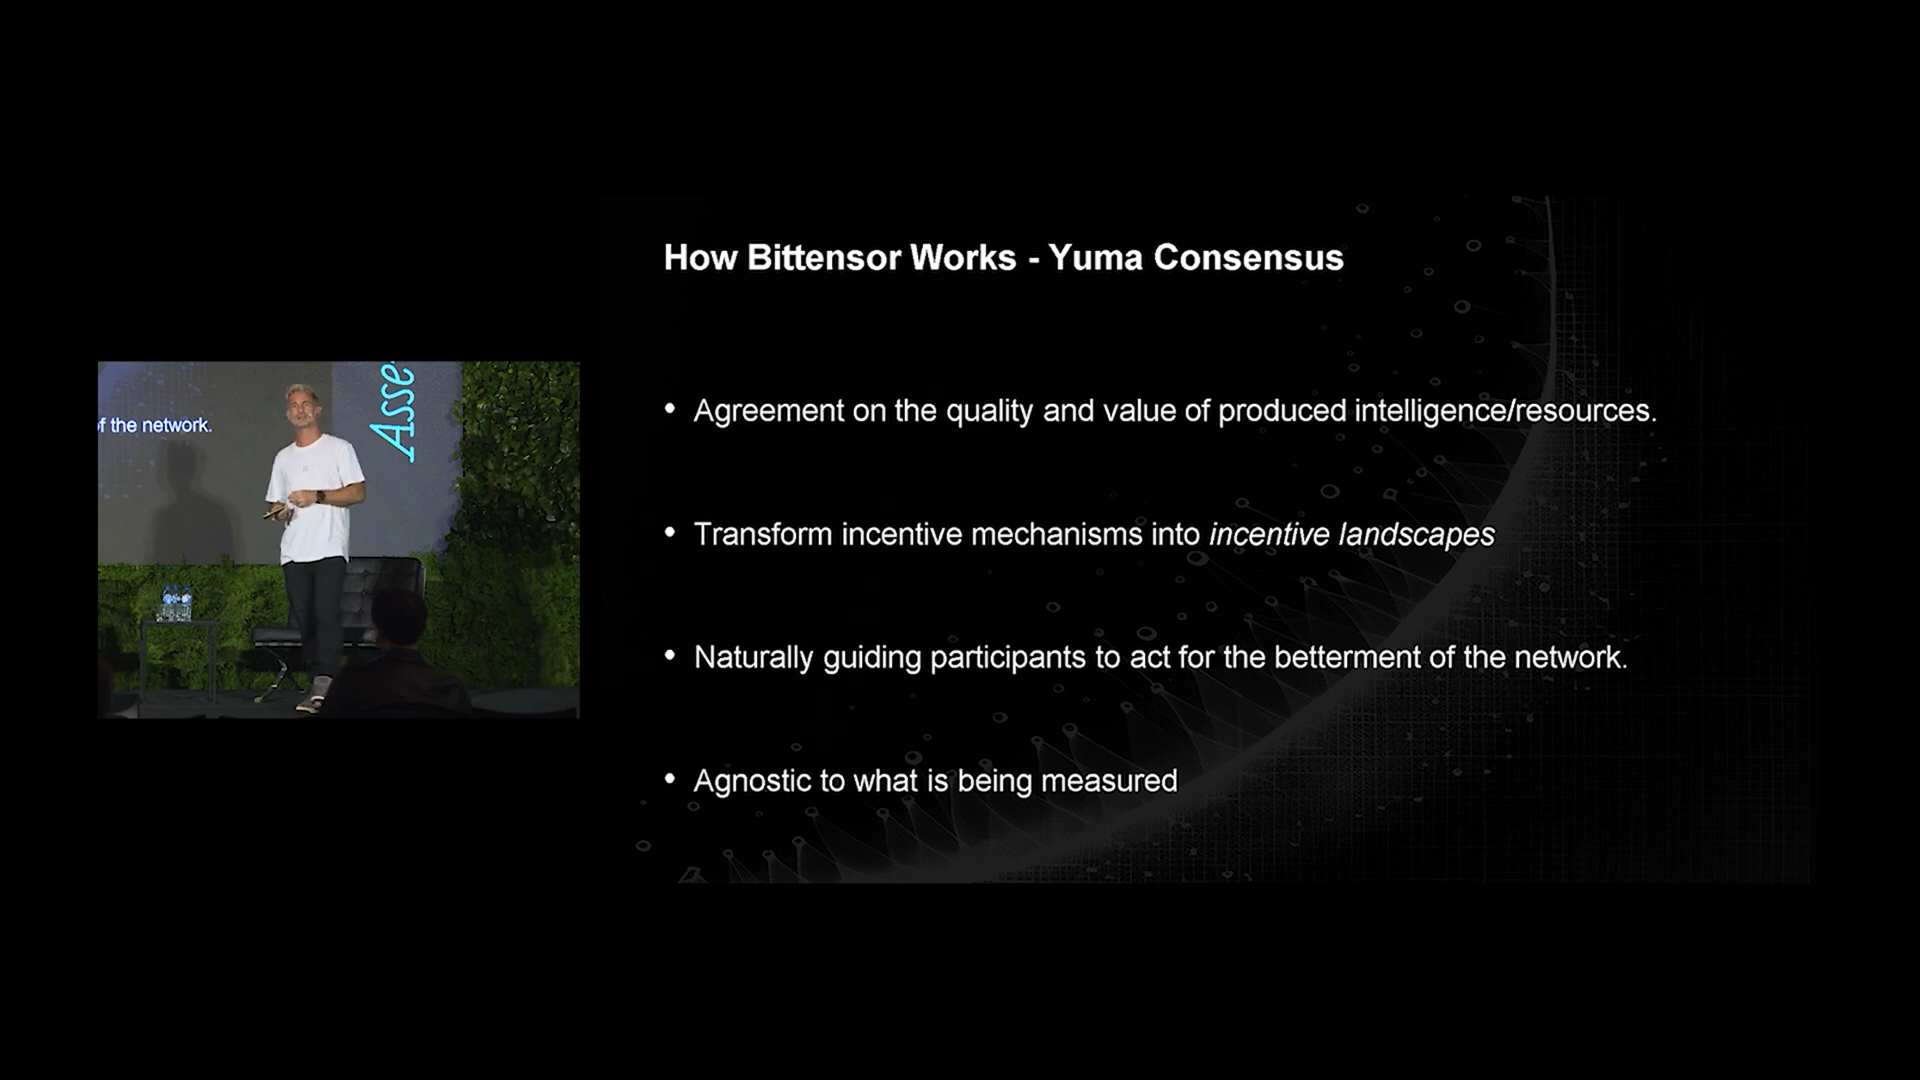 How Bittensor Works - Yuma Consensus
• Agreement on the quality and value of produced intelligence/resources.
• Transform incentive mechanisms into incentive landscapes
• Naturally guiding participants to act for the betterment of the network.
• Agnostic to what is being measured
of the network.
Asse